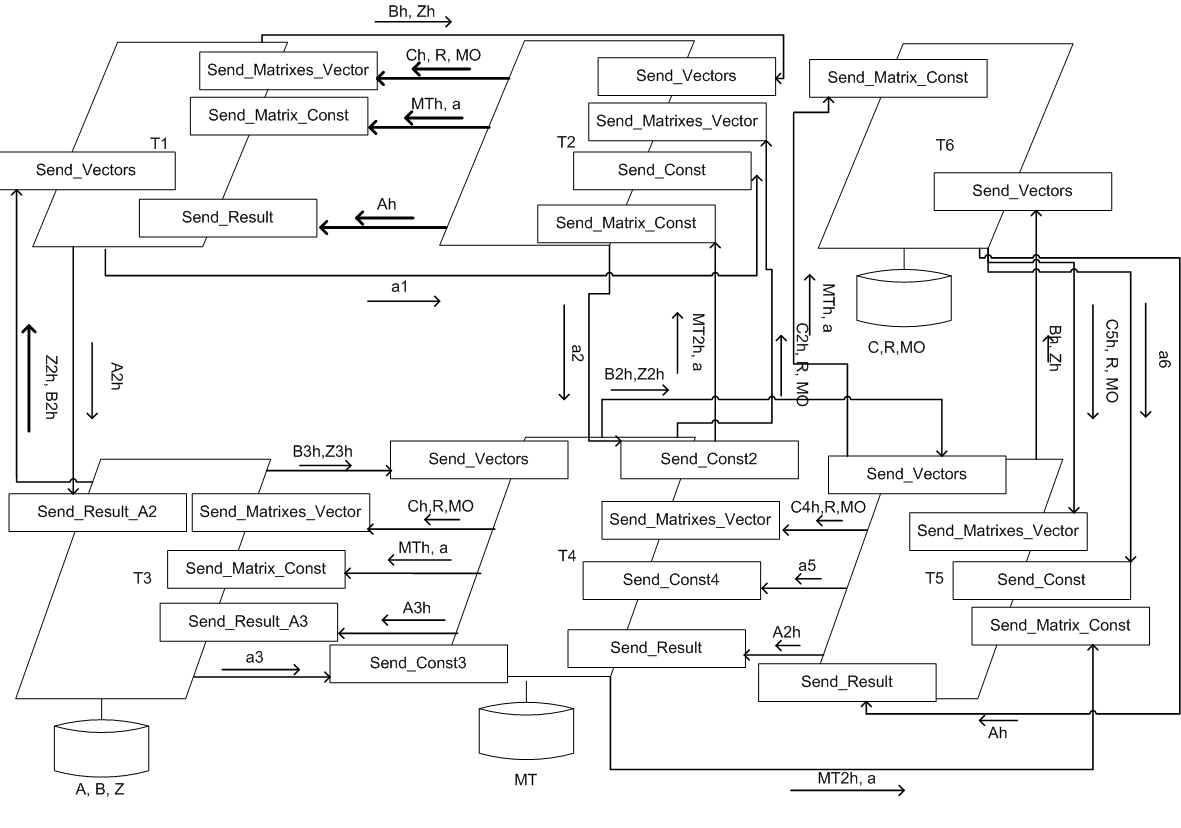 Bh, Zh
Send_Matrixes_Vector
Ch, R, MO
Send_Vectors
Send_Matrix_Const
Send_Matrix_Const
MTh, a
Send_Matrixes_Vector
T1
T2
T6
Send_Vectors
Send_Const
Send_Vectors
Send_Result
Ah
Send_Matrix_Const
a1
C,R,MO
MTh, a
Z2h, B2h
A2h
a2
MT2h, a
C2h, R, MO
Bh, Zh
C5h, R, MO
a6
B2h,Z2h
B3h,Z3h
Send_Vectors
Send_Const2
Send_Vectors
Send_Result_A2
Send_Matrixes_Vector
Ch,R,MO
Send_Matrixes_Vector
C4h,R,MO
Send_Matrixes_Vector
MTh, a
T3
Send_Matrix_Const
T4
Send_Const4
a5
T5
Send_Const
Send_Result_A3
A3h
Send_Result
A2h
Send_Matrix_Const
a3
Send_Const3
Send_Result
Ah
A, B, Z
MT
MT2h, a